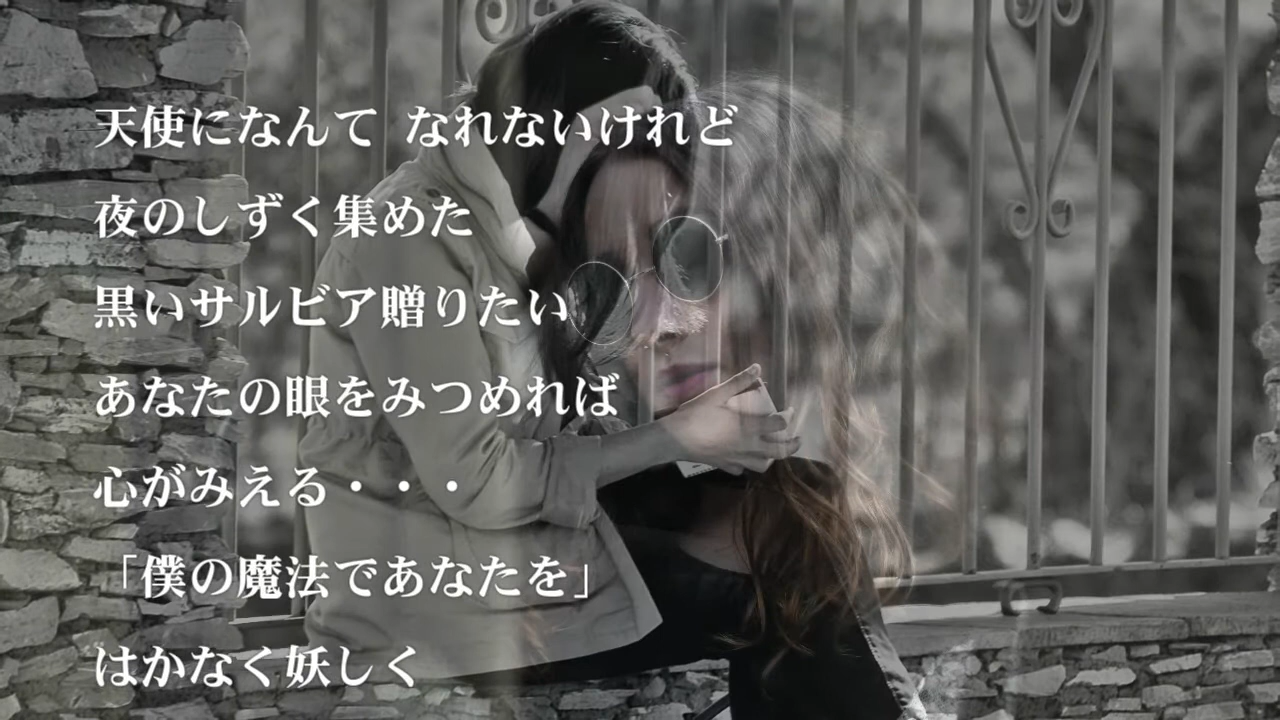 天使になんて なれないけれど
夜のしずく集めた
黒いサルビア贈りたい
あなたの眼をみつめれば
心がみえる・・・
「僕の魔法であなたを」
はかなく妖しく